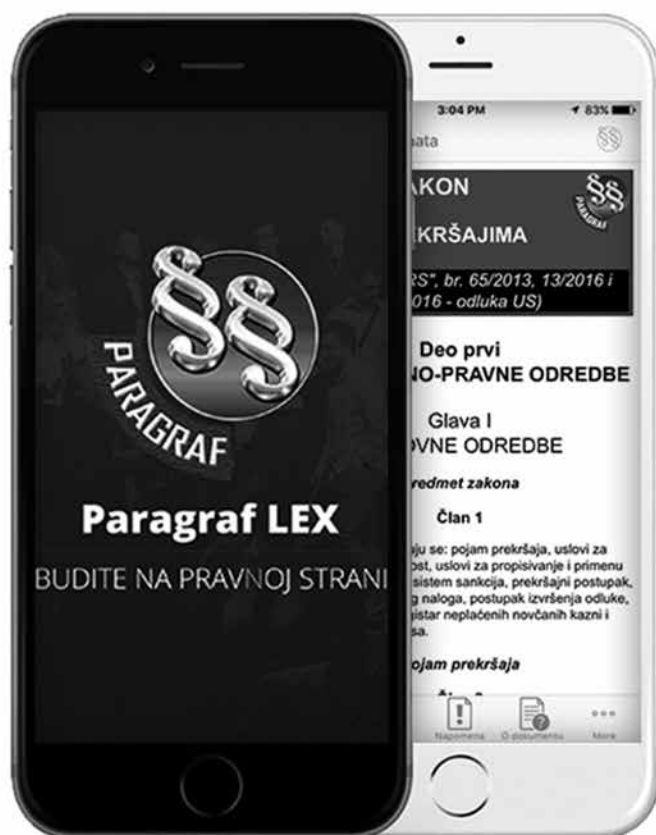 PARAGRAF
Paragraf LEX
BUDITE NA PRAVNOJ STRANI
3:04 PM
83%
ata
AKON
PARAGRAF
EKRŠAJIMA
RS", br. 65/2013, 13/2016 i
016 - odluka US)
Deo prvi
NO-PRAVNE ODREDBE
Glava I
OVNE ODREDBE
redmet zakona
Član 1
ju se: pojam prekršaja, uslovi za
ost, uslovi za propisivanje i primenu
sistem sankcija, prekršajni postupak,
g naloga, postupak izvršenja odluke,
gistar neplaćenih novčanih kazni i
sa.
ojam prekršaja
Napomena
O dokumentu
More